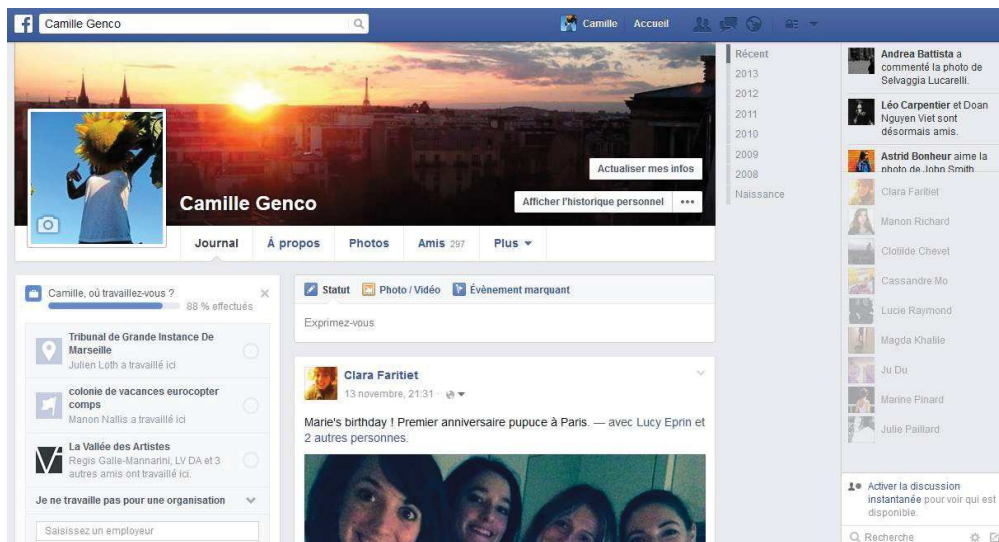 f Camille Genco
Camille Accueil
Camille Genco
Actualiser mes infos
Afficher l'historique personnel •••
Journal
À propos
Photos
Amis 297
Plus
Récent
2013
2012
2011
2010
2009
2008
Naissance
Camille, où travaillez-vous ?
88 % effectués
Tribunal de Grande Instance De
Marseille
Julien Loth a travaillé ici
colonie de vacances eurocopter
comps
Manon Nallis a travaillé ici
La Vallée des Artistes
Regis Galle-Mannarini, LV DA et 3
autres amis ont travaillé ici.
Je ne travaille pas pour une organisation
Saisissez un employeur
Statut
Photo / Vidéo
Évènement marquant
Exprimez-vous
Clara Faritiet
13 novembre, 21:31 ·
Marie's birthday ! Premier anniversaire pupuce à Paris. — avec Lucy Eprin et
2 autres personnes.
Andrea Battista a
commenté la photo de
Selvaggia Lucarelli.
Léo Carpentier et Doan
Nguyen Viet sont
désormais amis.
Astrid Bonheur aime la
photo de John Smith.
Clara Faritiet
Manon Richard
Clotilde Chevet
Cassandre Mo
Lucie Raymond
Magda Khalile
Ju Du
Marine Pinard
Julie Paillard
Activer la discussion
instantanée pour voir qui est
disponible.
Recherche